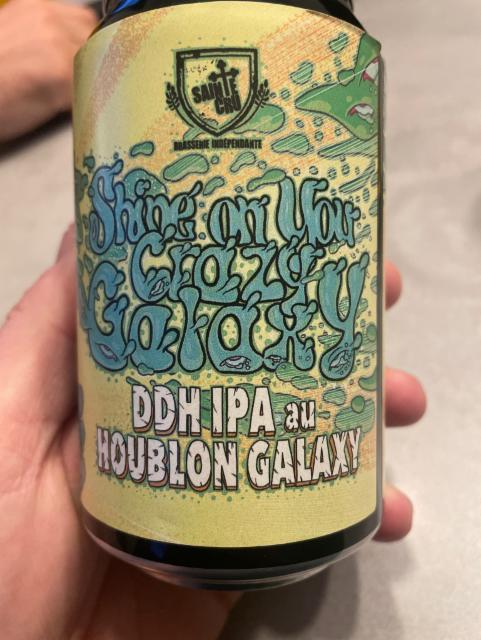 SAINTE
CRU
BRASSERIE INDÉPENDANTE
Shine on You
Crazy
Galaxy
DDH IPA au
HOUBLON GALAXY